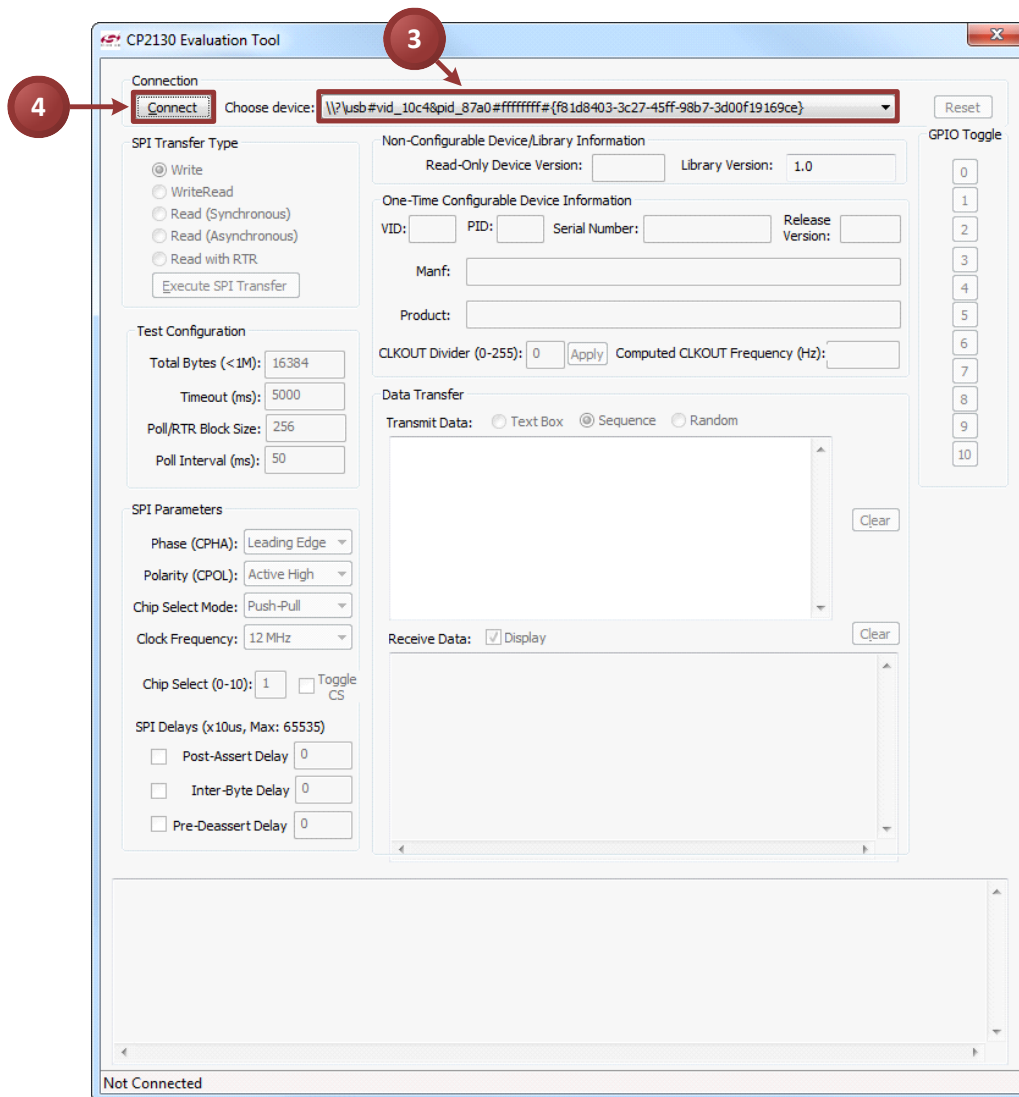 CP2130 Evaluation Tool
3
4
Connection
Connect
Choose device:
\\?\usb#vid_10c4&pid_87a0#ffffffff#{f81d8403-3c27-45ff-98b7-3d00f19169ce}
Reset
SPI Transfer Type
Write
WriteRead
Read (Synchronous)
Read (Asynchronous)
Read with RTR
Execute SPI Transfer
Non-Configurable Device/Library Information
Read-Only Device Version:
Library Version: 1.0
One-Time Configurable Device Information
VID:
PID:
Serial Number:
Release
Version:
Manf:
Product:
CLKOUT Divider (0-255): 0
Apply
Computed CLKOUT Frequency (Hz):
GPIO Toggle
0
1
2
3
4
5
6
7
8
9
10
Test Configuration
Total Bytes (<1M): 16384
Timeout (ms): 5000
Poll/RTR Block Size: 256
Poll Interval (ms): 50
Data Transfer
Transmit Data: Text Box Sequence Random
Clear
Receive Data: Display
Clear
SPI Parameters
Phase (CPHA): Leading Edge
Polarity (CPOL): Active High
Chip Select Mode: Push-Pull
Clock Frequency: 12 MHz
Chip Select (0-10): 1
Toggle
CS
SPI Delays (x10us, Max: 65535)
Post-Assert Delay 0
Inter-Byte Delay 0
Pre-Deassert Delay 0
Not Connected